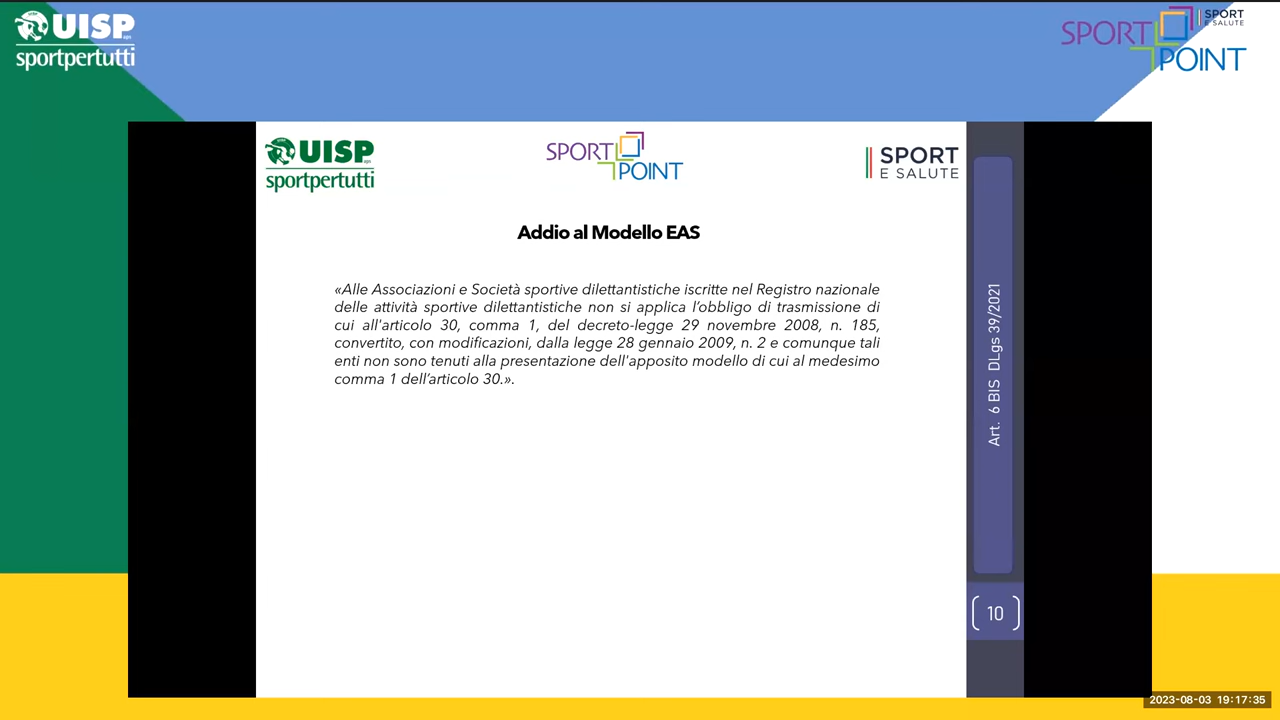 UISP aps
sportpertutti
SPORT POINT
SPORT
E SALUTE
UISP aps
sportpertutti
SPORT POINT
SPORT
E SALUTE
Addio al Modello EAS
«Alle Associazioni e Società sportive dilettantistiche iscritte nel Registro nazionale
delle attività sportive dilettantistiche non si applica l’obbligo di trasmissione di
cui all'articolo 30, comma 1, del decreto-legge 29 novembre 2008, n. 185,
convertito, con modificazioni, dalla legge 28 gennaio 2009, n. 2 e comunque tali
enti non sono tenuti alla presentazione dell'apposito modello di cui al medesimo
comma 1 dell’articolo 30.».
Art. 6 BIS DLgs 39/2021
10
2023-08-03 19:17:35